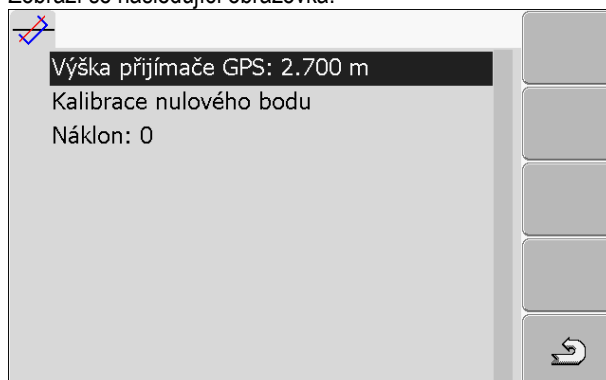 Zobrazí se následující obrazovka:
Výška přijímače GPS: 2.700 m
Kalibrace nulového bodu
Náklon: 0